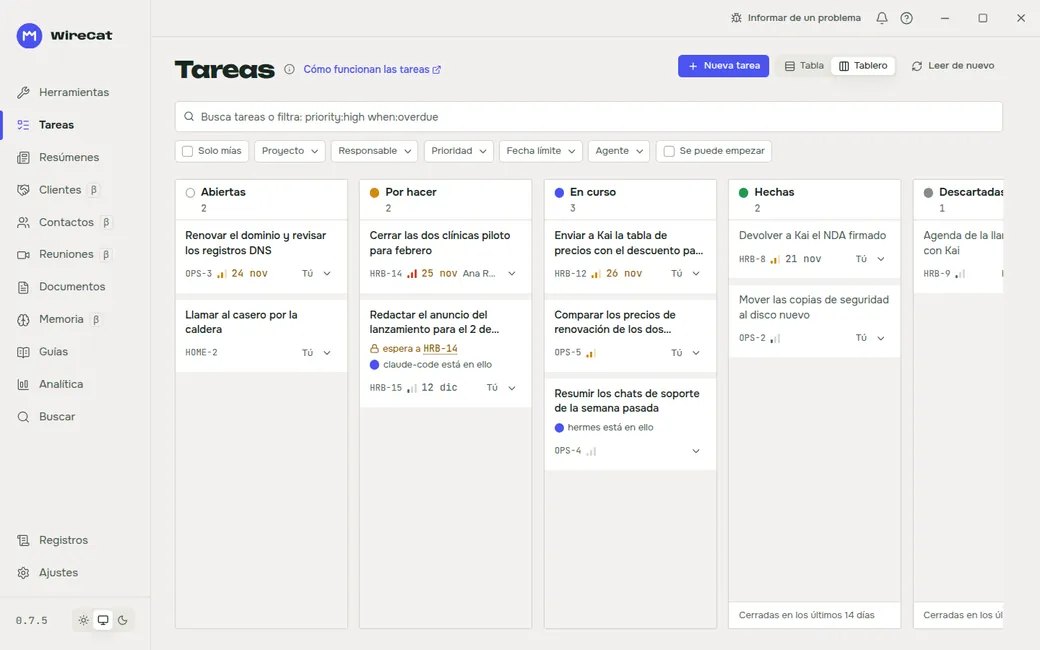 Informar de un problema
wirecat
Herramientas
Tareas
Resúmenes
Clientes β
Contactos β
Reuniones β
Documentos
Memoria β
Guías
Analítica
Buscar
Registros
Ajustes
0.7.5
Tareas
Cómo funcionan las tareas
Nueva tarea
Tabla
Tablero
Leer de nuevo
Busca tareas o filtra: priority:high when:overdue
Solo mías
Proyecto
Responsable
Prioridad
Fecha límite
Agente
Se puede empezar
Abiertas
2
Renovar el dominio y revisar
los registros DNS
OPS-3 24 nov Tú
Llamar al casero por la
caldera
HOME-2 Tú
Por hacer
2
Cerrar las dos clínicas piloto
para febrero
HRB-14 25 nov Ana R...
Redactar el anuncio del
lanzamiento para el 2 de...
espera a HRB-14
claude-code está en ello
HRB-15 12 dic Tú
En curso
3
Enviar a Kai la tabla de
precios con el descuento pa...
HRB-12 26 nov Tú
Comparar los precios de
renovación de los dos...
OPS-5 Tú
Resumir los chats de soporte
de la semana pasada
hermes está en ello
OPS-4
Hechas
2
Devolver a Kai el NDA firmado
HRB-8 21 nov Tú
Mover las copias de seguridad
al disco nuevo
OPS-2 Tú
Cerradas en los últimos 14 días
Descartadas
1
Agenda de la
con Kai
HRB-9
Cerradas en los